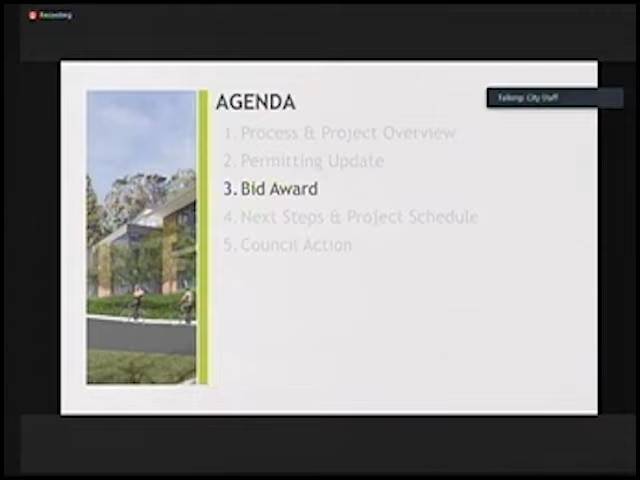 Recording
AGENDA
Talking: City Staff
1. Process & Project Overview
2. Permitting Update
3. Bid Award
4. Next Steps & Project Schedule
5. Council Action